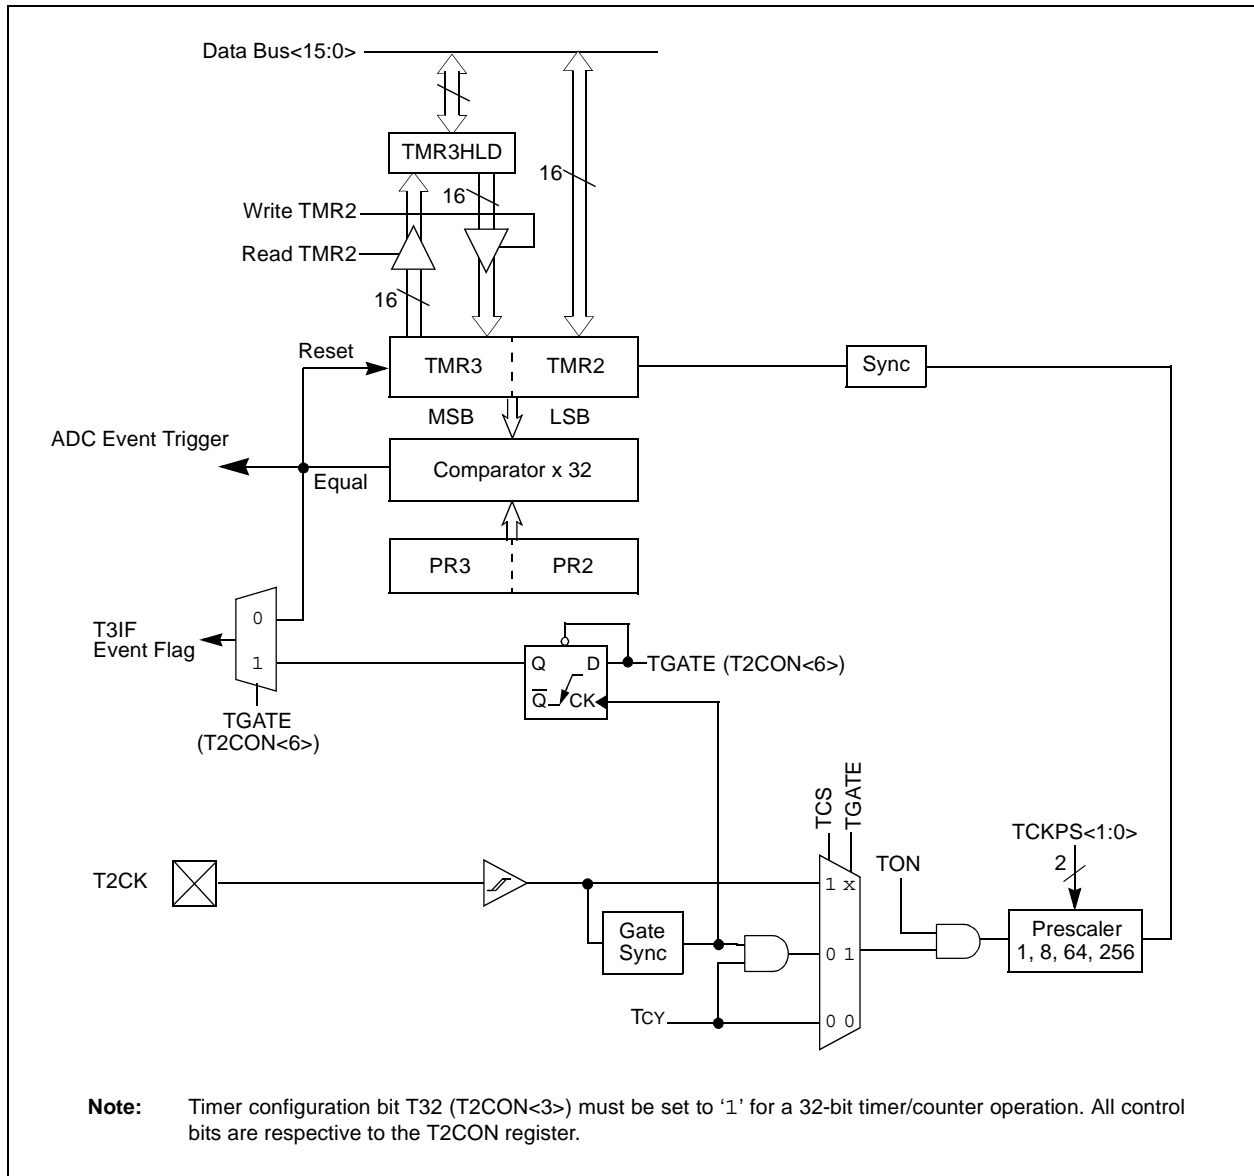 Data Bus<15:0>
TMR3HLD
16
16
Write TMR2
Read TMR2
16
Reset
TMR3
TMR2
Sync
MSB
LSB
ADC Event Trigger
Equal
Comparator x 32
PR3
PR2
0
T3IF
Event Flag
1
Q
D
TGATE (T2CON<6>)
Q
CK
TGATE
(T2CON<6>)
TCS
TGATE
TCKPS<1:0>
2
TON
T2CK
1 x
Gate
Sync
0 1
Prescaler
1, 8, 64, 256
TCY
0 0
Note: Timer configuration bit T32 (T2CON<3>) must be set to ‘1’ for a 32-bit timer/counter operation. All control
bits are respective to the T2CON register.